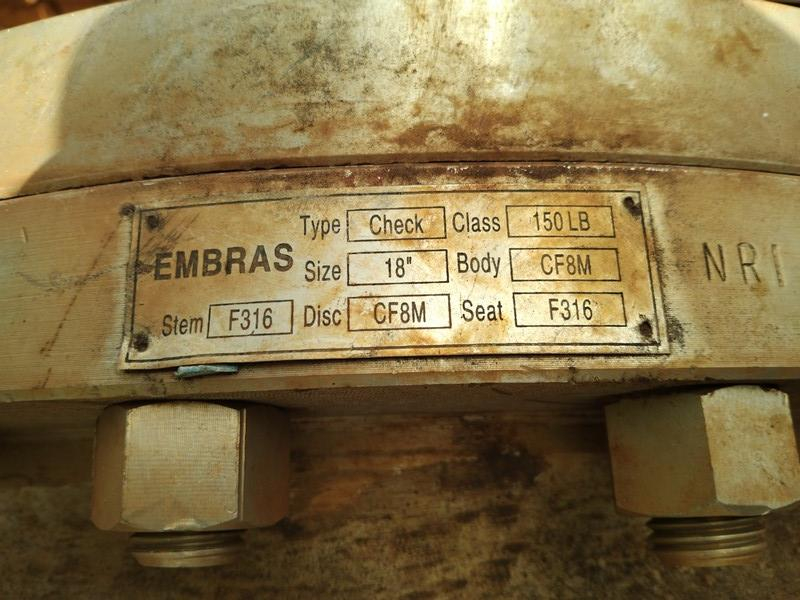 Type Check Class 150 LB
EMBRAS Size 18" Body CF8M
Stem F316 Disc CF8M Seat F316
NRI